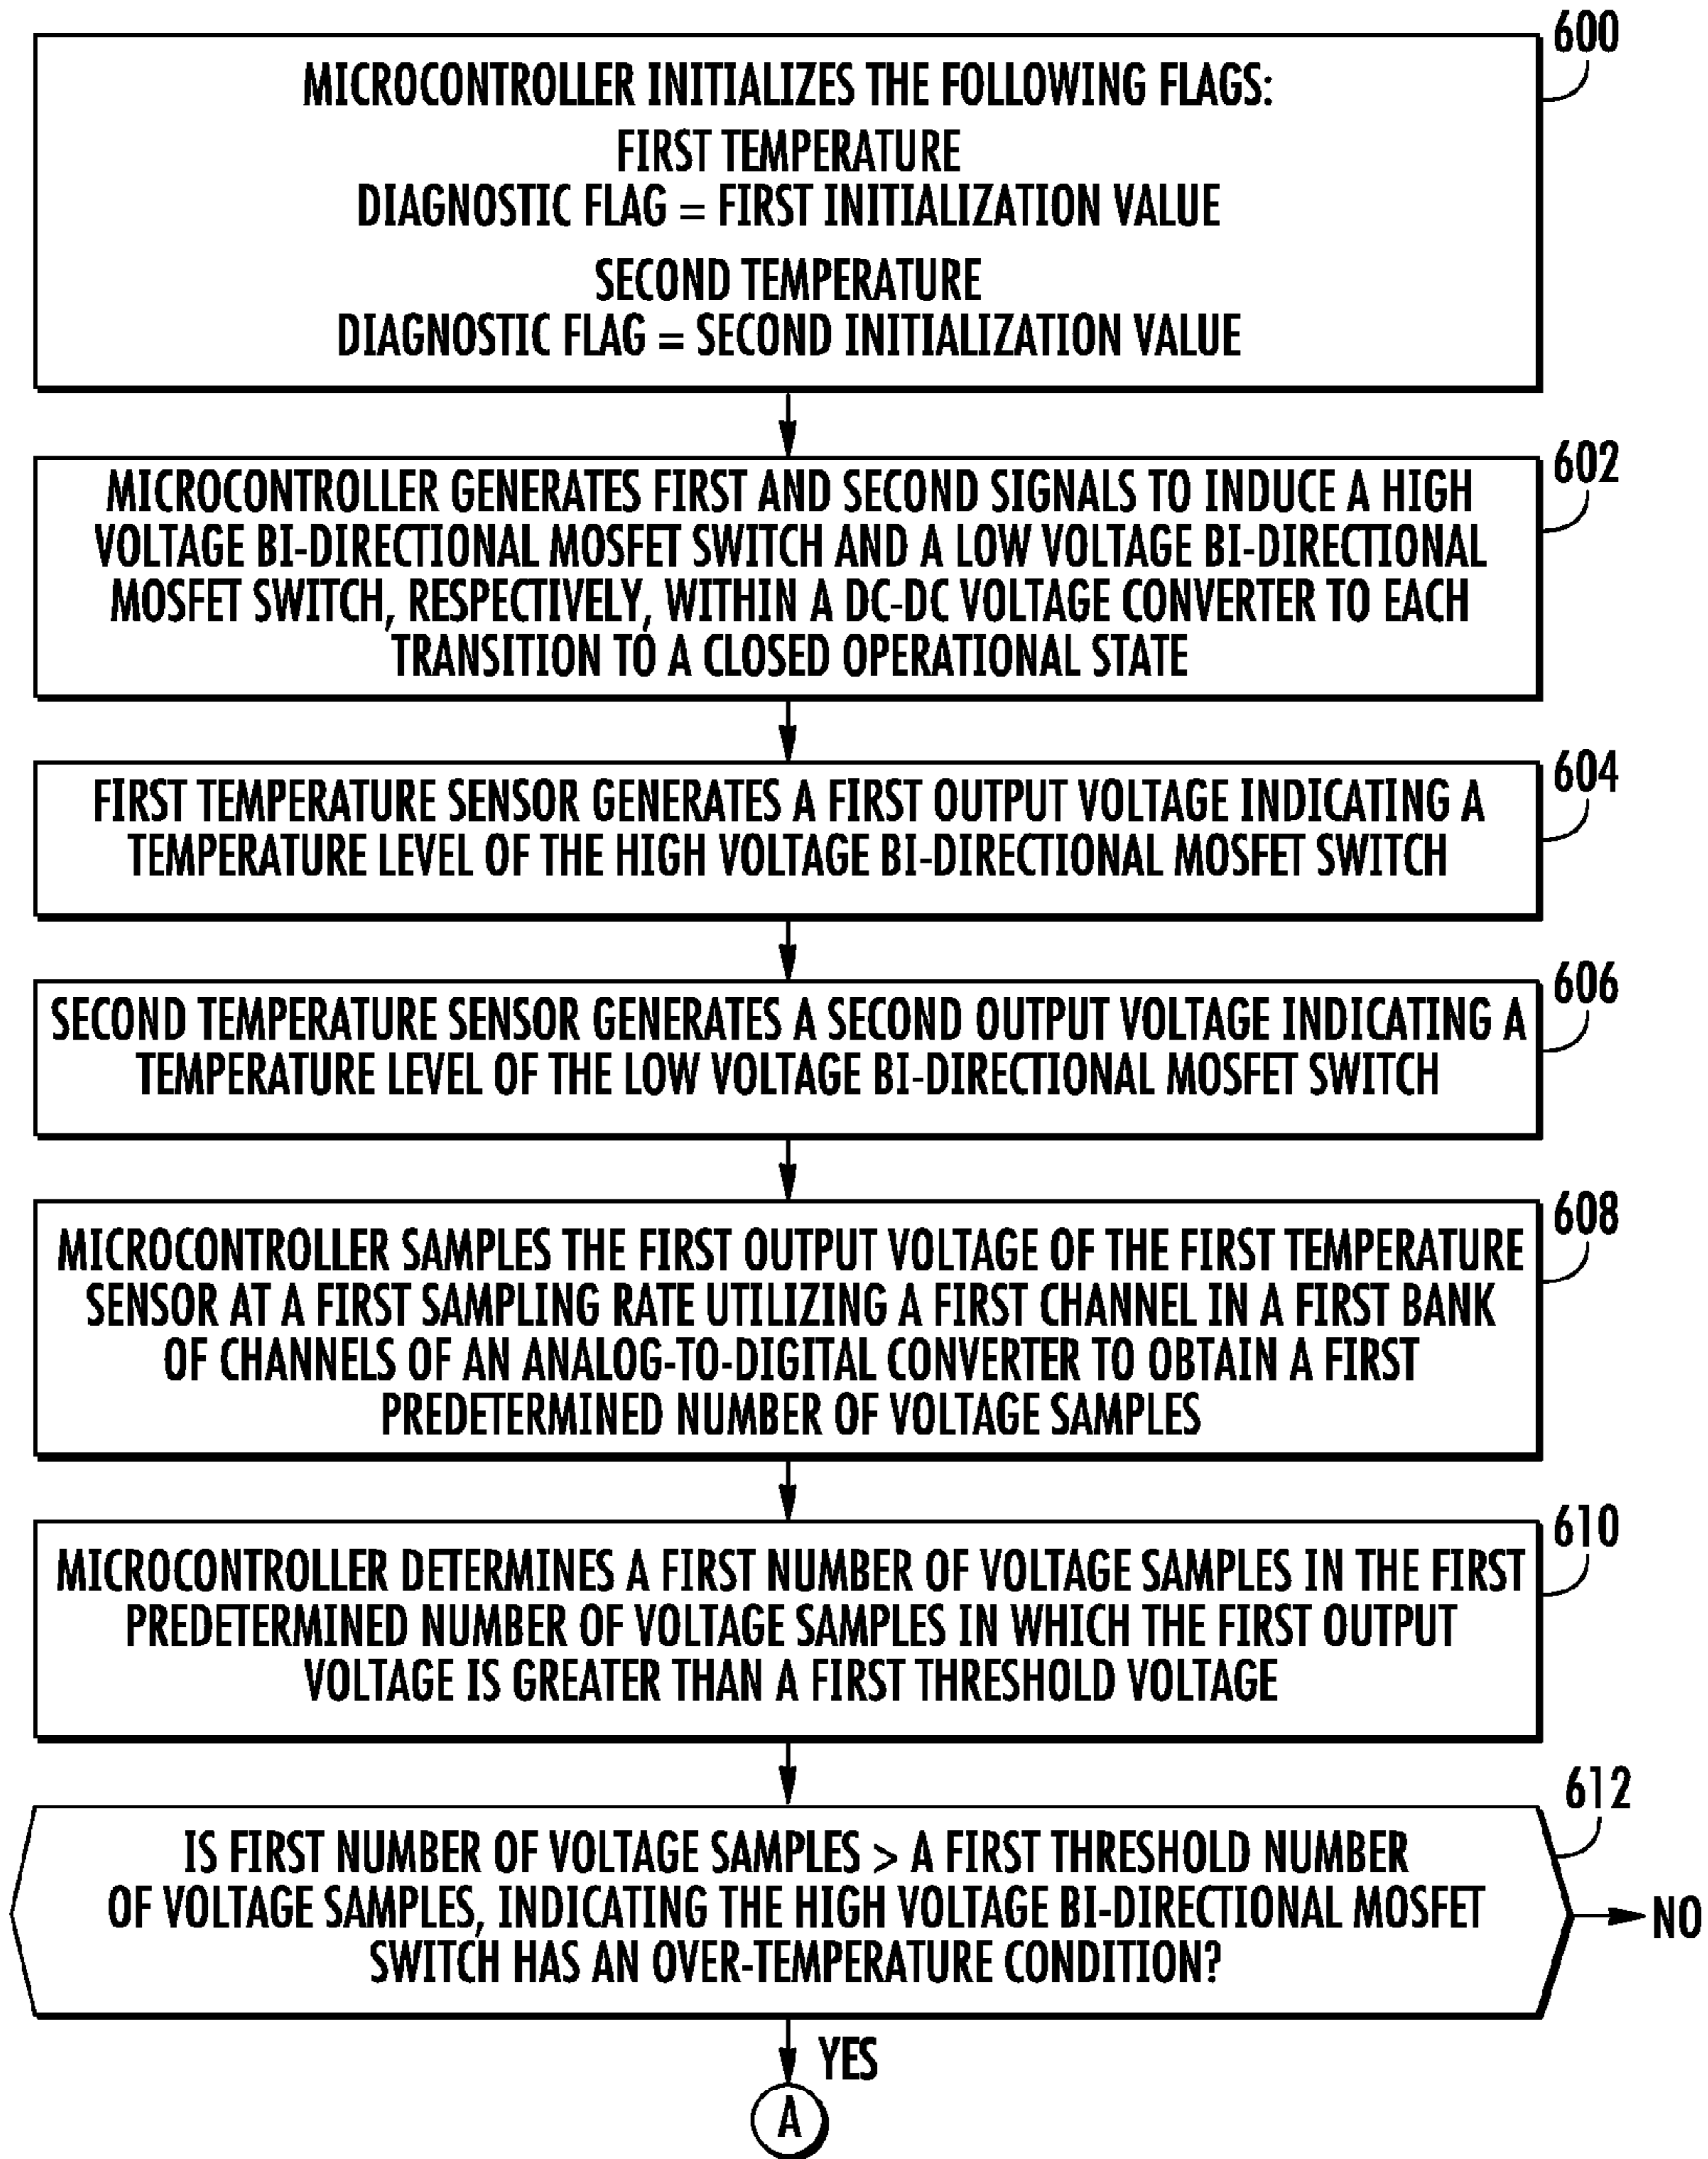 600
MICROCONTROLLER INITIALIZES THE FOLLOWING FLAGS:
FIRST TEMPERATURE
DIAGNOSTIC FLAG = FIRST INITIALIZATION VALUE
SECOND TEMPERATURE
DIAGNOSTIC FLAG = SECOND INITIALIZATION VALUE
602
MICROCONTROLLER GENERATES FIRST AND SECOND SIGNALS TO INDUCE A HIGH
VOLTAGE BI-DIRECTIONAL MOSFET SWITCH AND A LOW VOLTAGE BI-DIRECTIONAL
MOSFET SWITCH, RESPECTIVELY, WITHIN A DC-DC VOLTAGE CONVERTER TO EACH
TRANSITION TO A CLOSED OPERATIONAL STATE
604
FIRST TEMPERATURE SENSOR GENERATES A FIRST OUTPUT VOLTAGE INDICATING A
TEMPERATURE LEVEL OF THE HIGH VOLTAGE BI-DIRECTIONAL MOSFET SWITCH
606
SECOND TEMPERATURE SENSOR GENERATES A SECOND OUTPUT VOLTAGE INDICATING A
TEMPERATURE LEVEL OF THE LOW VOLTAGE BI-DIRECTIONAL MOSFET SWITCH
608
MICROCONTROLLER SAMPLES THE FIRST OUTPUT VOLTAGE OF THE FIRST TEMPERATURE
SENSOR AT A FIRST SAMPLING RATE UTILIZING A FIRST CHANNEL IN A FIRST BANK
OF CHANNELS OF AN ANALOG-TO-DIGITAL CONVERTER TO OBTAIN A FIRST
PREDETERMINED NUMBER OF VOLTAGE SAMPLES
610
MICROCONTROLLER DETERMINES A FIRST NUMBER OF VOLTAGE SAMPLES IN THE FIRST
PREDETERMINED NUMBER OF VOLTAGE SAMPLES IN WHICH THE FIRST OUTPUT
VOLTAGE IS GREATER THAN A FIRST THRESHOLD VOLTAGE
612
IS FIRST NUMBER OF VOLTAGE SAMPLES > A FIRST THRESHOLD NUMBER
OF VOLTAGE SAMPLES, INDICATING THE HIGH VOLTAGE BI-DIRECTIONAL MOSFET
SWITCH HAS AN OVER-TEMPERATURE CONDITION?
NO
YES
A